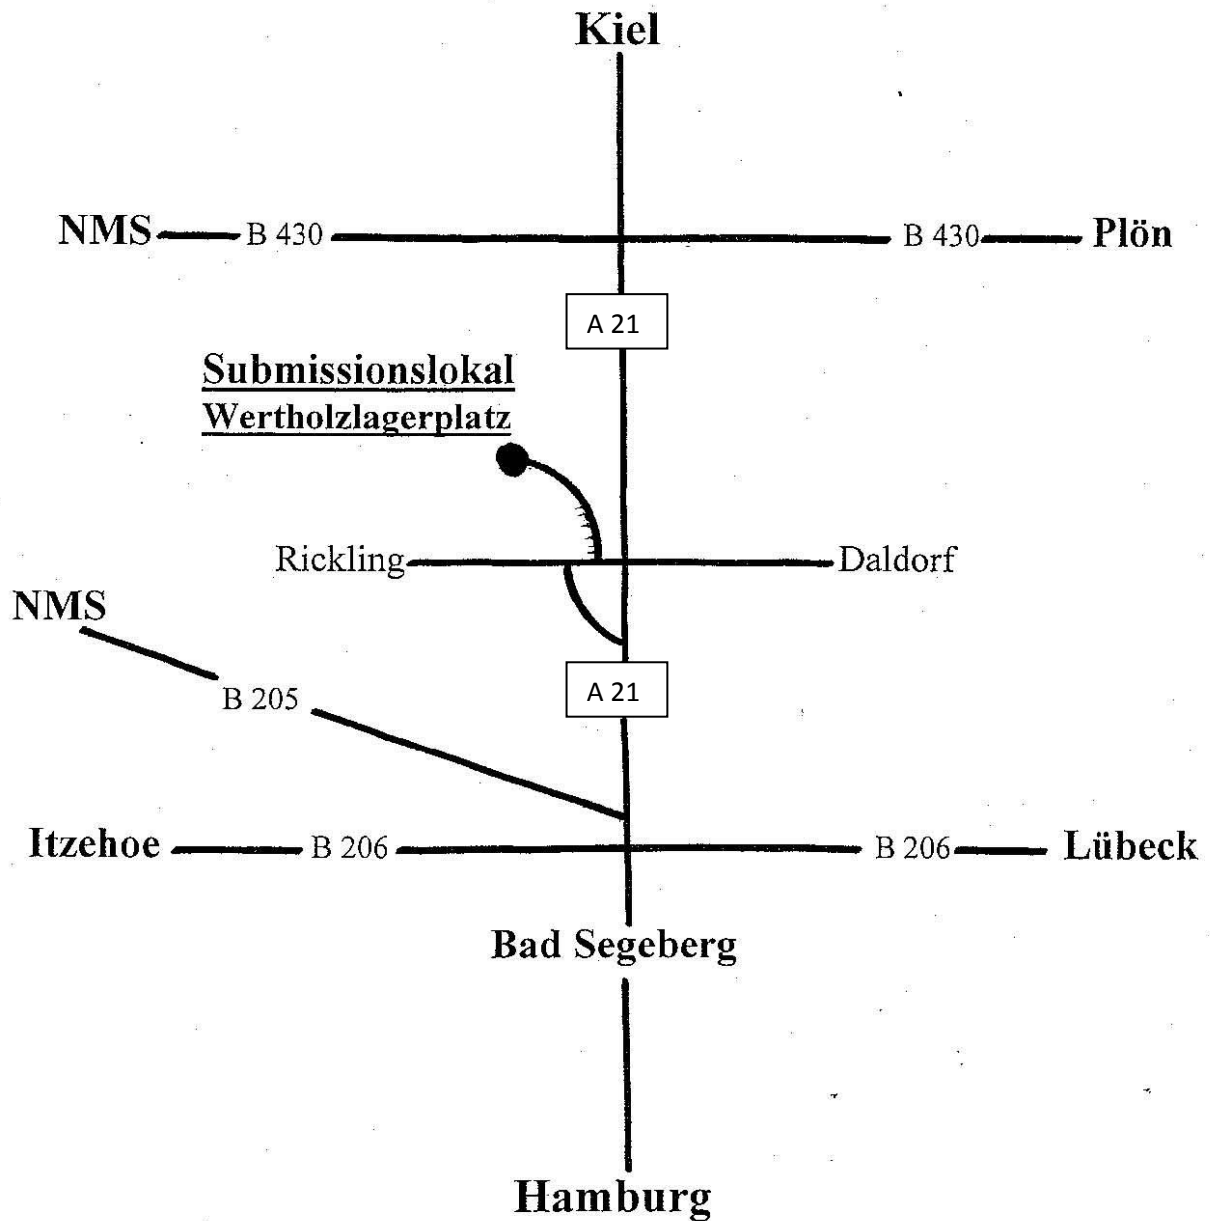 Kiel
NMS B 430 B 430 Plön
A 21
Submissionslokal
Wertholzlagerplatz
Rickling Daldorf
NMS
A 21
B 205
Itzehoe B 206 B 206 Lübeck
Bad Segeberg
Hamburg